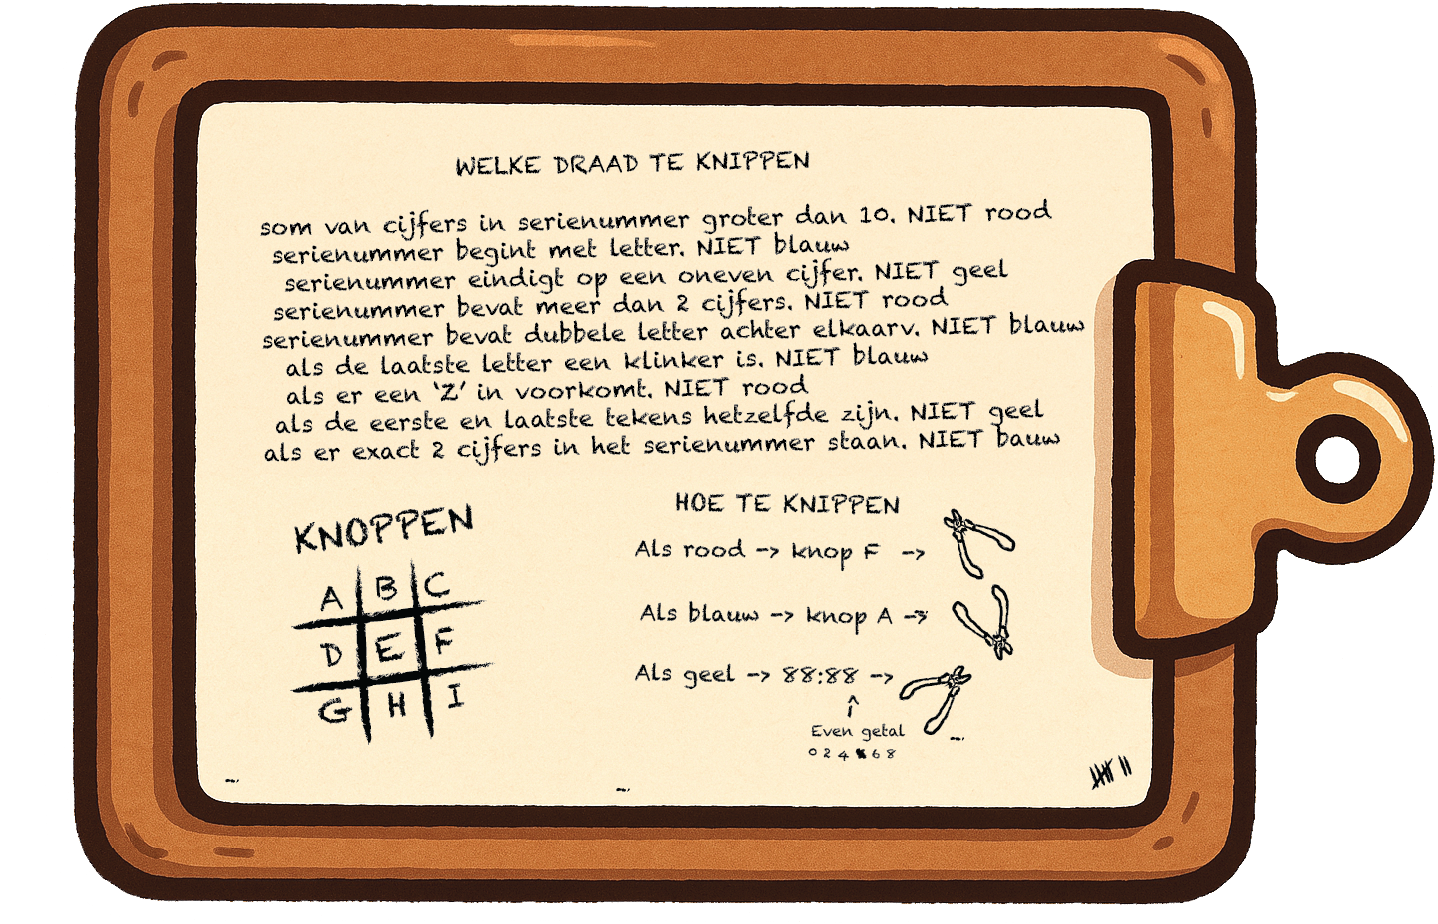 WELKE DRAAD TE KNIPPEN
som van cijfers in serienummer groter dan 10. NIET rood
serienummer begint met letter. NIET blauw
serienummer eindigt op een oneven cijfer. NIET geel
serienummer bevat meer dan 2 cijfers. NIET rood
serienummer bevat dubbele letter achter elkaarv. NIET blauw
als de laatste letter een klinker is. NIET blauw
als er een 'Z' in voorkomt. NIET rood
als de eerste en laatste tekens hetzelfde zijn. NIET geel
als er exact 2 cijfers in het serienummer staan. NIET bauw
KNOPPEN
A B C
D E F
G H I
HOE TE KNIPPEN
Als rood -> knop F ->
Als blauw -> knop A ->
Als geel -> 88:88 ->
^
Even getal
0 2 4 6 8